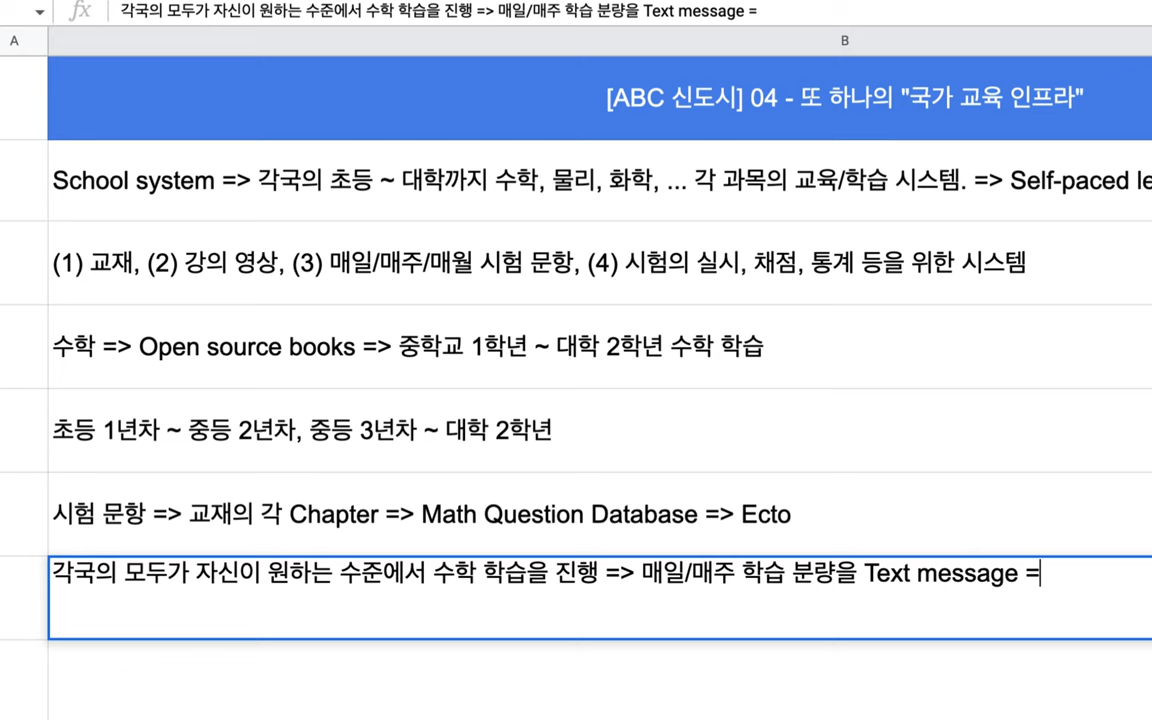 fx 각국의 모두가 자신이 원하는 수준에서 수학 학습을 진행 => 매일/매주 학습 분량을 Text message =
A B
[ABC 신도시] 04 - 또 하나의 "국가 교육 인프라"
School system => 각국의 초등 ~ 대학까지 수학, 물리, 화학, ... 각 과목의 교육/학습 시스템. => Self-paced le
(1) 교재, (2) 강의 영상, (3) 매일/매주/매월 시험 문항, (4) 시험의 실시, 채점, 통계 등을 위한 시스템
수학 => Open source books => 중학교 1학년 ~ 대학 2학년 수학 학습
초등 1년차 ~ 중등 2년차, 중등 3년차 ~ 대학 2학년
시험 문항 => 교재의 각 Chapter => Math Question Database => Ecto
각국의 모두가 자신이 원하는 수준에서 수학 학습을 진행 => 매일/매주 학습 분량을 Text message =